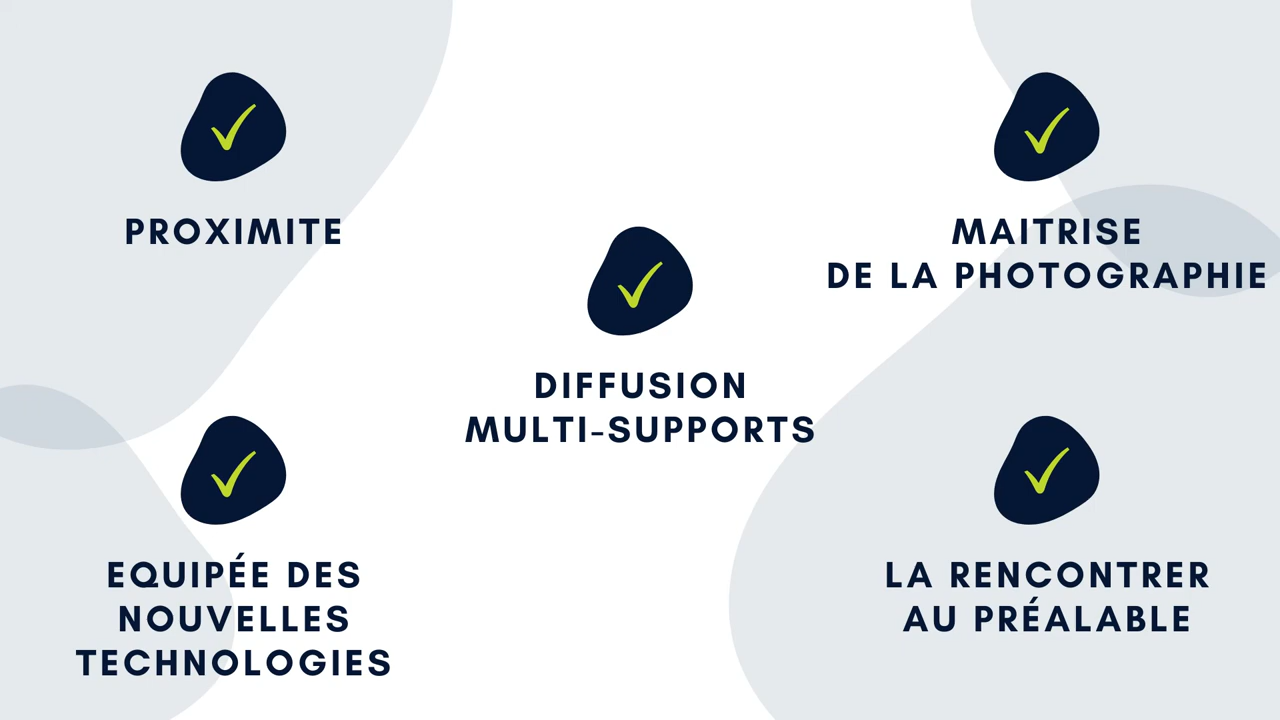 PROXIMITE
MAITRISE
DE LA PHOTOGRAPHIE
DIFFUSION
MULTI-SUPPORTS
EQUIPÉE DES
NOUVELLES
TECHNOLOGIES
LA RENCONTRER
AU PRÉALABLE